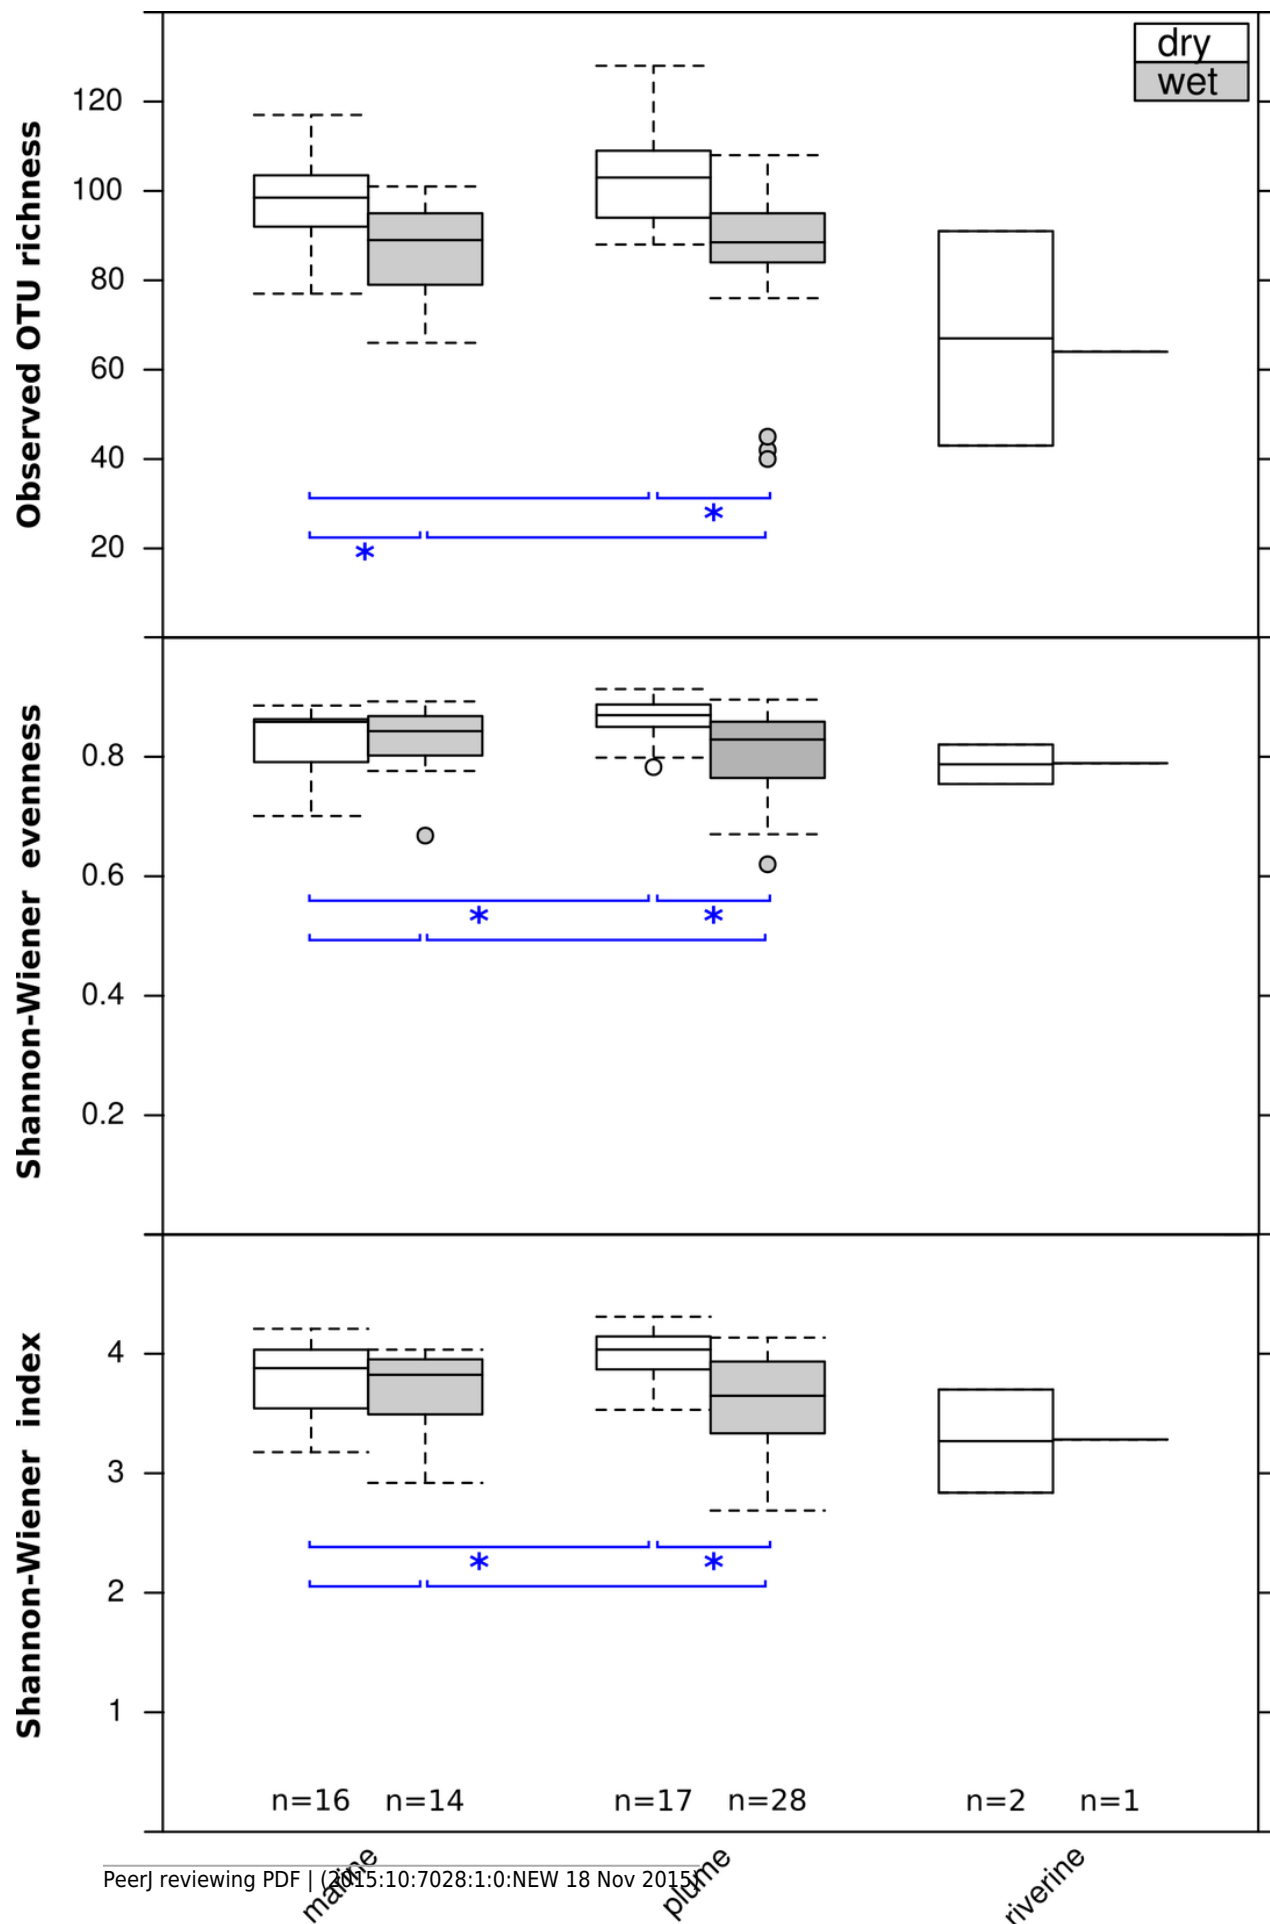 dry
wet
Observed OTU richness
120
100
80
60
40
20
*
*
Shannon-Wiener evenness
0.8
0.6
0.4
0.2
*
*
Shannon-Wiener index
4
3
2
1
*
*
n=16 n=14 n=17 n=28 n=2 n=1
marine plume riverine
PeerJ reviewing PDF | (2015:10:7028:1:0:NEW 18 Nov 2015)